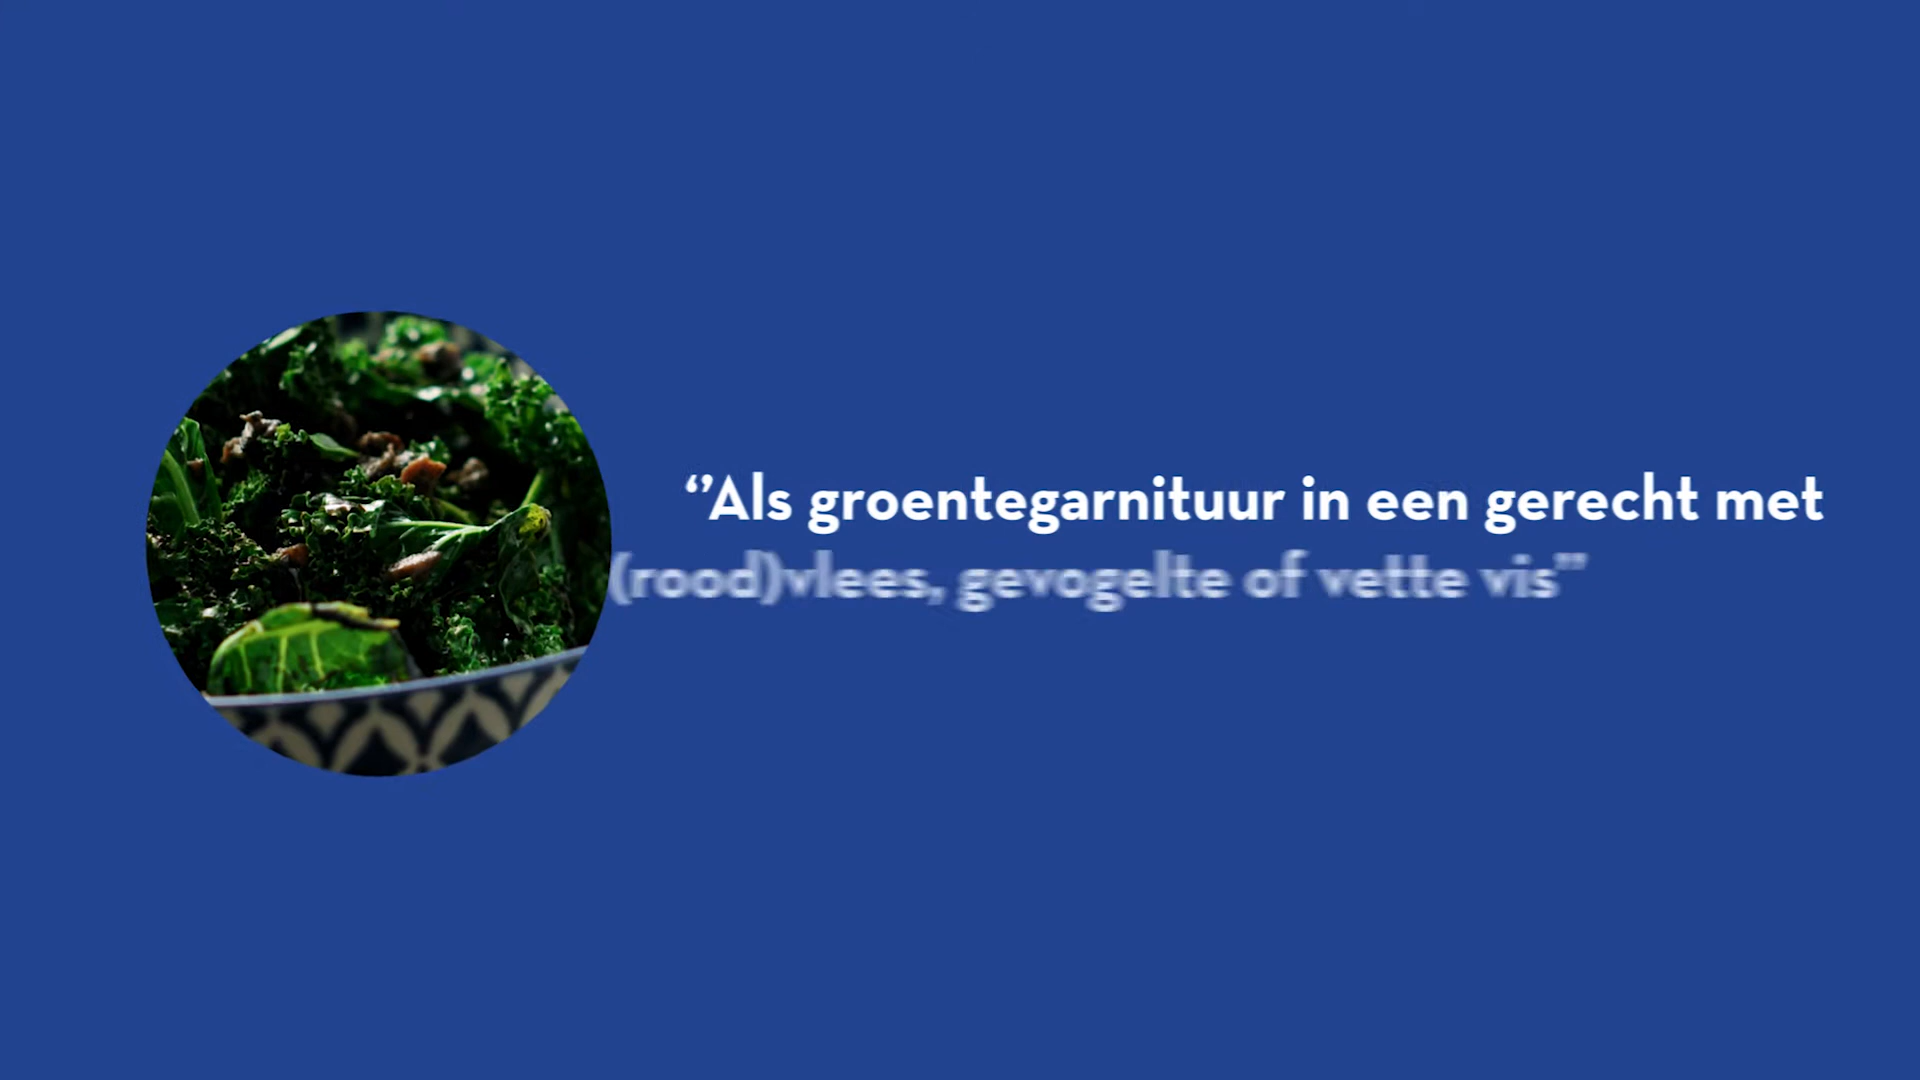 ‘’Als groentegarnituur in een gerecht met
(rood)vlees, gevogelte of vette vis’’